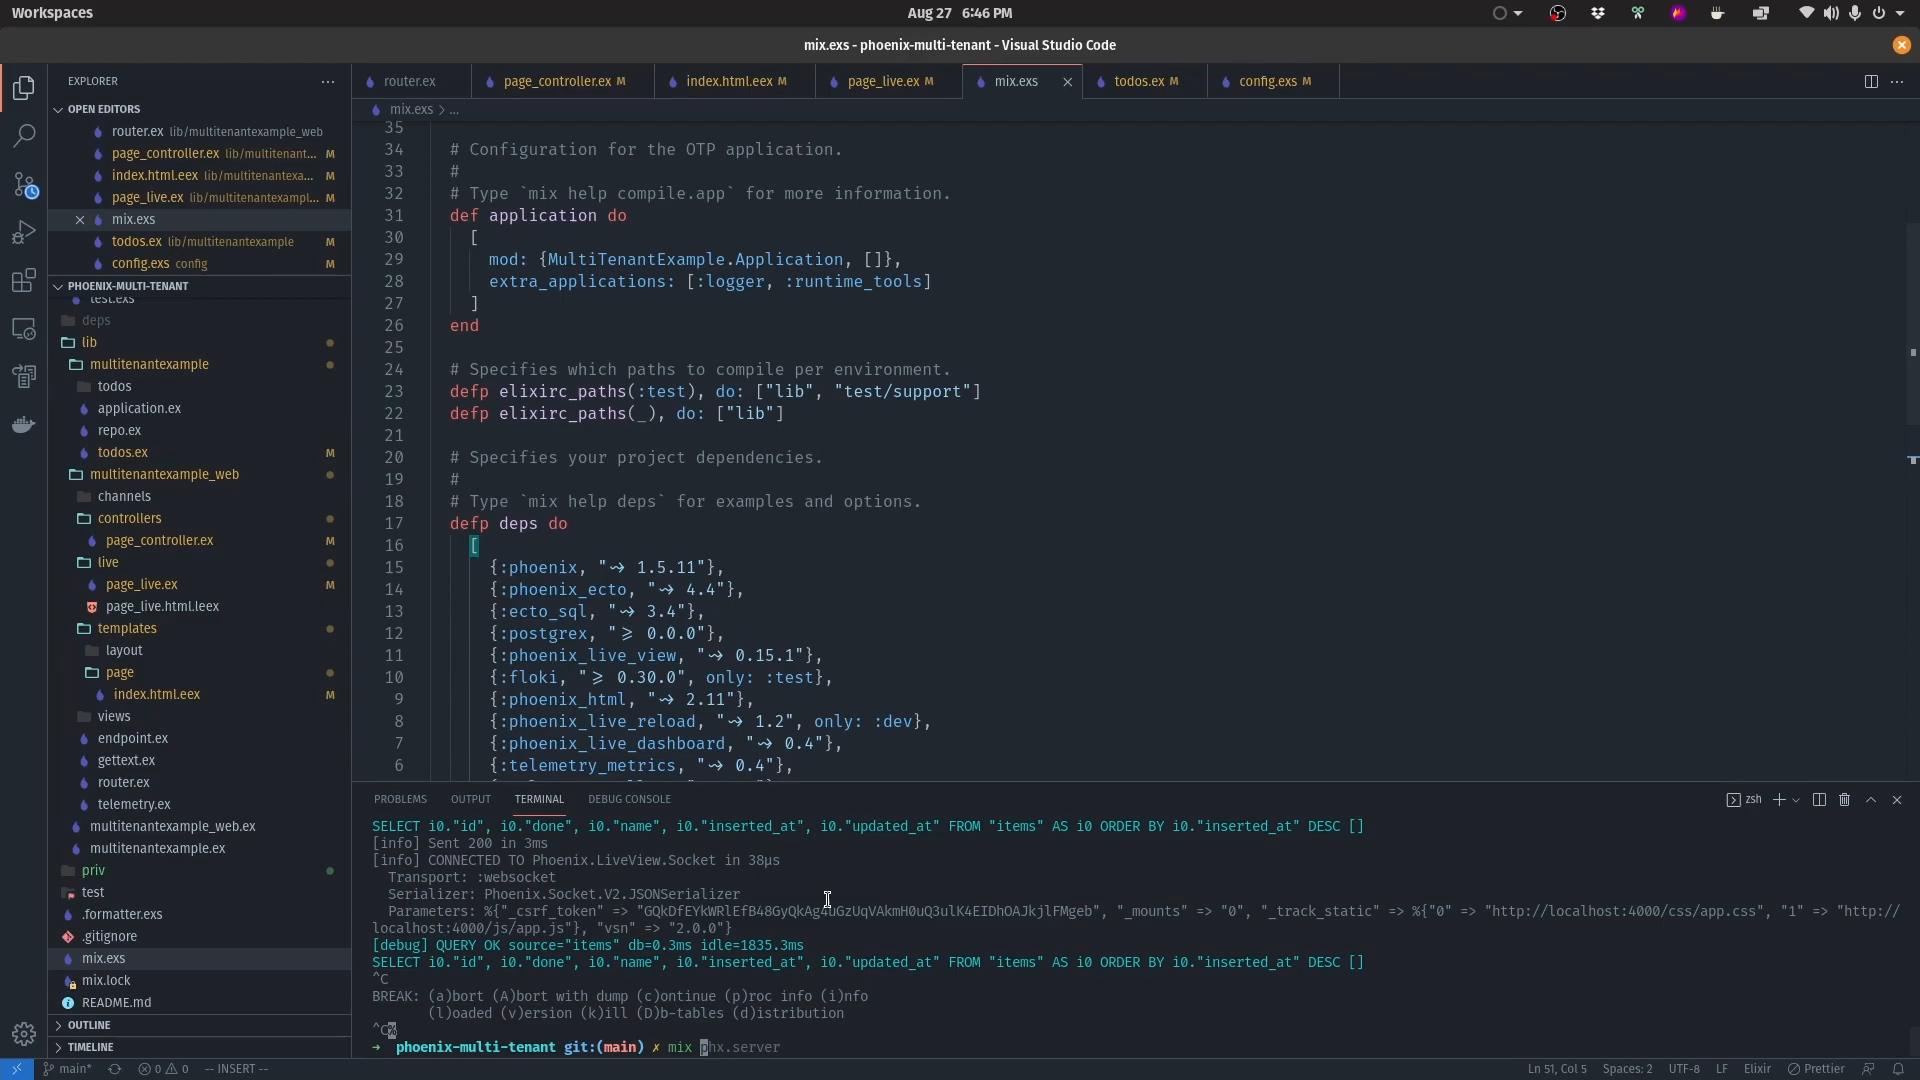 Workspaces
Aug 27 6:46 PM
mix.exs - phoenix-multi-tenant - Visual Studio Code
EXPLORER
router.ex
page_controller.ex M
index.html.eex M
page_live.ex M
mix.exs
todos.ex M
config.exs M
OPEN EDITORS
router.ex lib/multitenantexample_web
page_controller.ex lib/multitenant... M
index.html.eex lib/multitenantexa... M
page_live.ex lib/multitenantexampl... M
mix.exs
todos.ex lib/multitenantexample M
config.exs config M
PHOENIX-MULTI-TENANT
test.exs
deps
lib
multitenantexample
todos
application.ex
repo.ex
todos.ex M
multitenantexample_web
channels
controllers
page_controller.ex M
live
page_live.ex M
page_live.html.leex
templates
layout
page
index.html.eex M
views
endpoint.ex
gettext.ex
router.ex
telemetry.ex
multitenantexample_web.ex
multitenantexample.ex
priv
test
.formatter.exs
.gitignore
mix.exs
mix.lock
README.md
OUTLINE
TIMELINE
mix.exs > ...
35
34 # Configuration for the OTP application.
33 #
32 # Type `mix help compile.app` for more information.
31 def application do
30 [
29 mod: {MultiTenantExample.Application, []},
28 extra_applications: [:logger, :runtime_tools]
27 ]
26 end
25
24 # Specifies which paths to compile per environment.
23 defp elixirc_paths(:test), do: ["lib", "test/support"]
22 defp elixirc_paths(_), do: ["lib"]
21
20 # Specifies your project dependencies.
19 #
18 # Type `mix help deps` for examples and options.
17 defp deps do
16 [
15 {:phoenix, "~> 1.5.11"},
14 {:phoenix_ecto, "~> 4.4"},
13 {:ecto_sql, "~> 3.4"},
12 {:postgrex, ">= 0.0.0"},
11 {:phoenix_live_view, "~> 0.15.1"},
10 {:floki, ">= 0.30.0", only: :test},
9 {:phoenix_html, "~> 2.11"},
8 {:phoenix_live_reload, "~> 1.2", only: :dev},
7 {:phoenix_live_dashboard, "~> 0.4"},
6 {:telemetry_metrics, "~> 0.4"},
PROBLEMS OUTPUT TERMINAL DEBUG CONSOLE zsh
SELECT i0."id", i0."done", i0."name", i0."inserted_at", i0."updated_at" FROM "items" AS i0 ORDER BY i0."inserted_at" DESC []
[info] Sent 200 in 3ms
[info] CONNECTED TO Phoenix.LiveView.Socket in 38µs
Transport: :websocket
Serializer: Phoenix.Socket.V2.JSONSerializer
Parameters: %{"_csrf_token" => "GQkDfEYkWRlEfB48GyQkAg4uGzUqVAkmH0uQ3ulK4EIDhOAJkjlFMgeb", "_mounts" => "0", "_track_static" => %{"0" => "http://localhost:4000/css/app.css", "1" => "http://
localhost:4000/js/app.js"}, "vsn" => "2.0.0"}
[debug] QUERY OK source="items" db=0.3ms idle=1835.3ms
SELECT i0."id", i0."done", i0."name", i0."inserted_at", i0."updated_at" FROM "items" AS i0 ORDER BY i0."inserted_at" DESC []
^C
BREAK: (a)bort (A)bort with dump (c)ontinue (p)roc info (i)nfo
(l)oaded (v)ersion (k)ill (D)b-tables (d)istribution
^C%
→ phoenix-multi-tenant git:(main) ✗ mix phx.server
main* 0 0 -- INSERT -- Ln 51, Col 5 Spaces: 2 UTF-8 LF Elixir Prettier